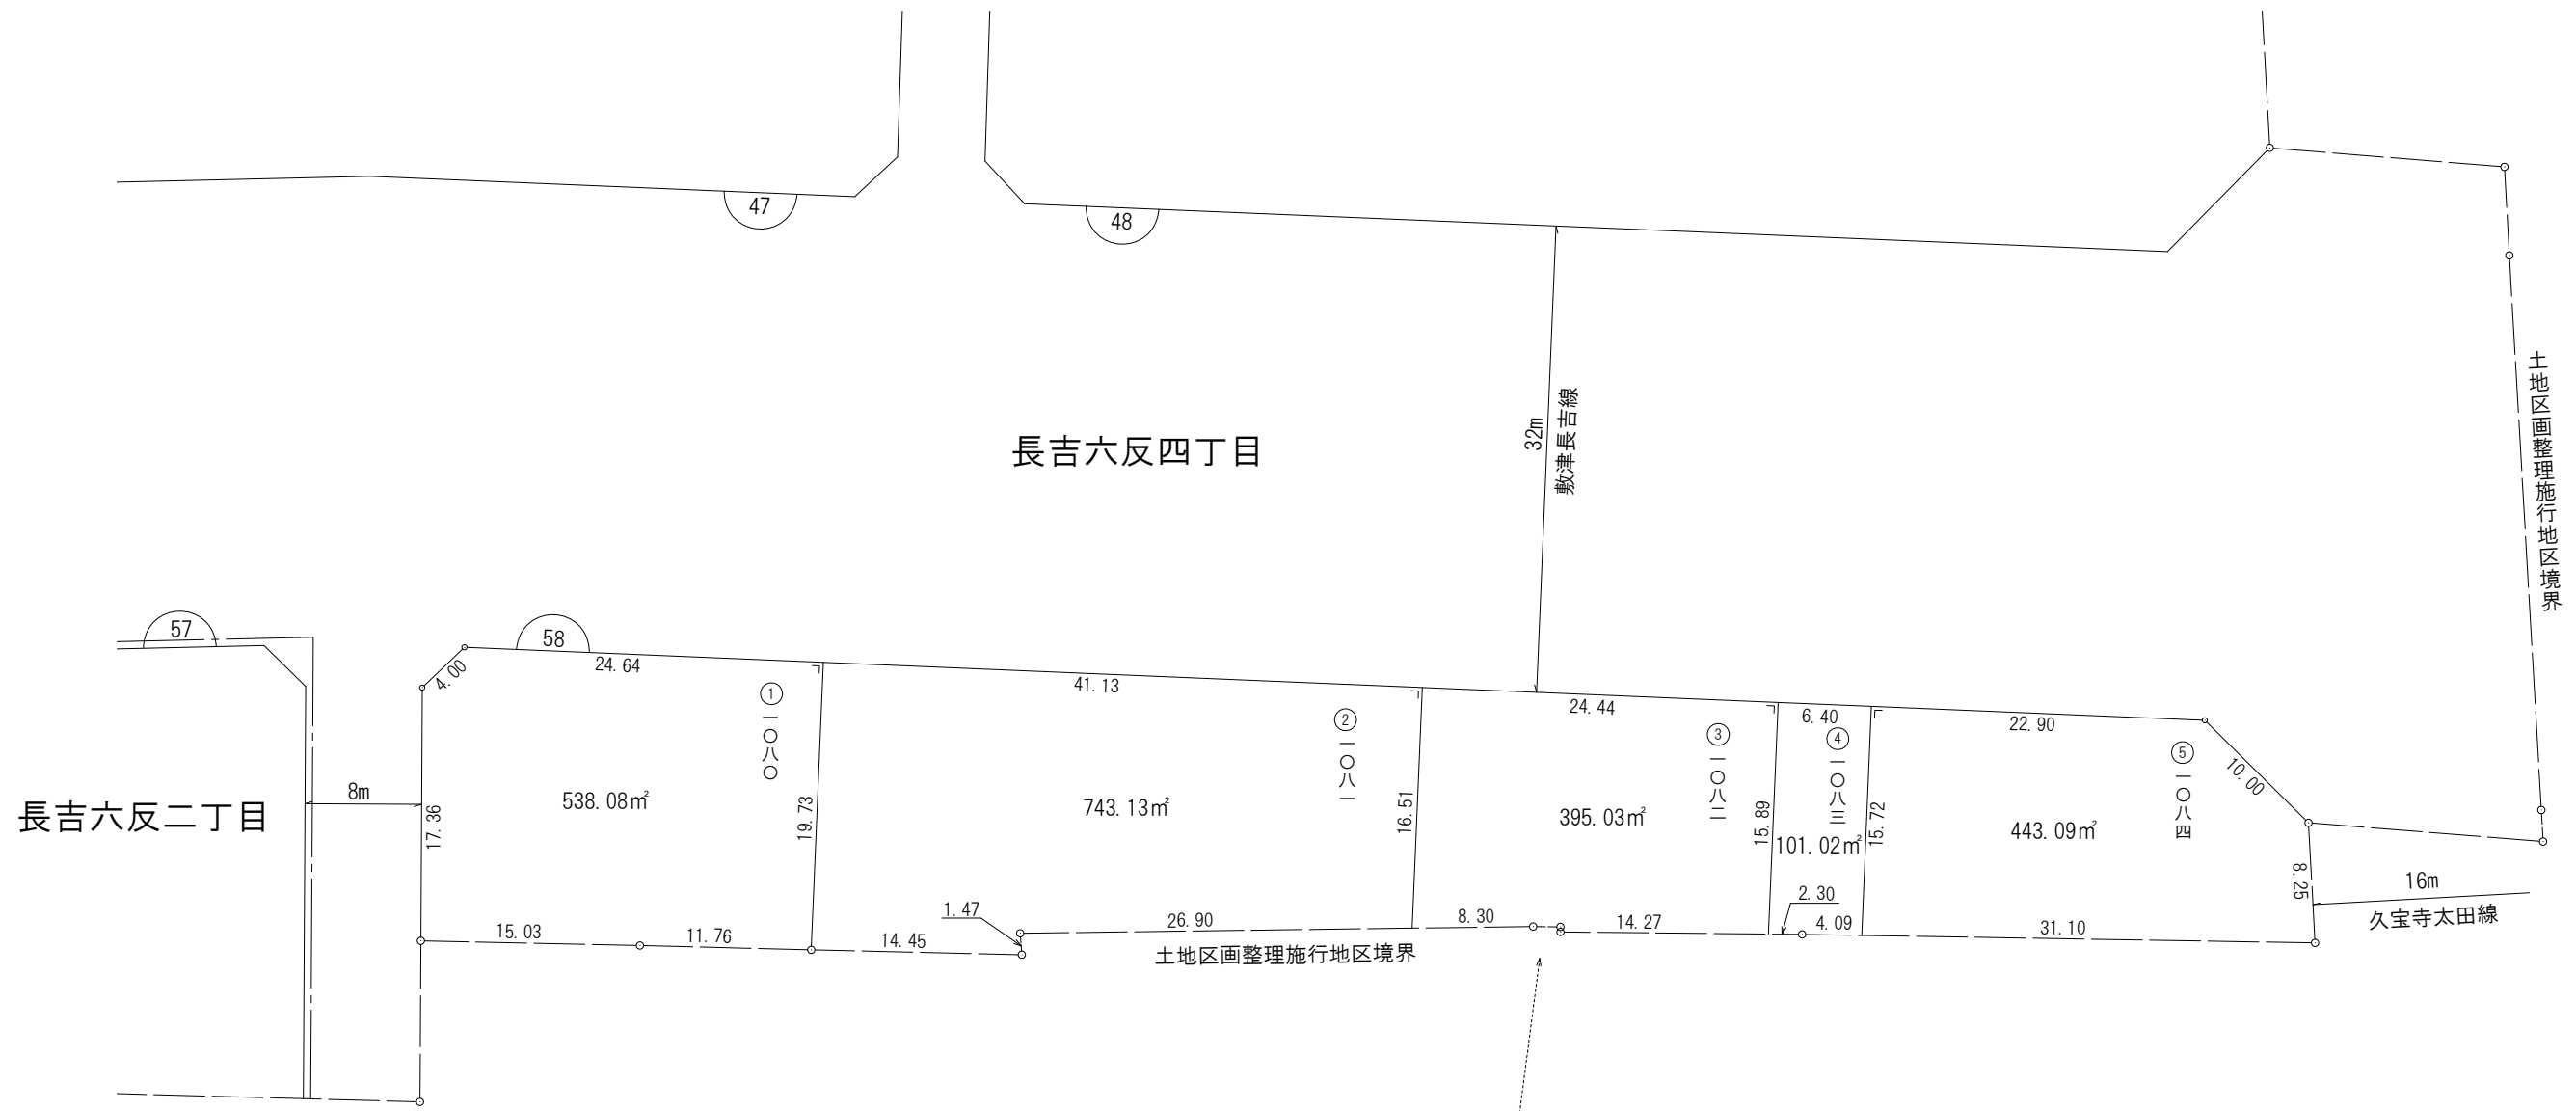 47
48
長吉六反四丁目
32m
敷津長吉線
土地区画整理施行地区境界
57
58
長吉六反二丁目
8m
4.00
17.36
24.64
①
一〇八〇
538.08㎡
19.73
15.03
11.76
41.13
②
一〇八一
743.13㎡
16.51
14.45
1.47
26.90
土地区画整理施行地区境界
24.44
③
一〇八二
395.03㎡
15.89
8.30
14.27
6.40
④
一〇八三
101.02㎡
15.72
2.30
4.09
22.90
⑤
一〇八四
443.09㎡
10.00
8.25
31.10
16m
久宝寺太田線